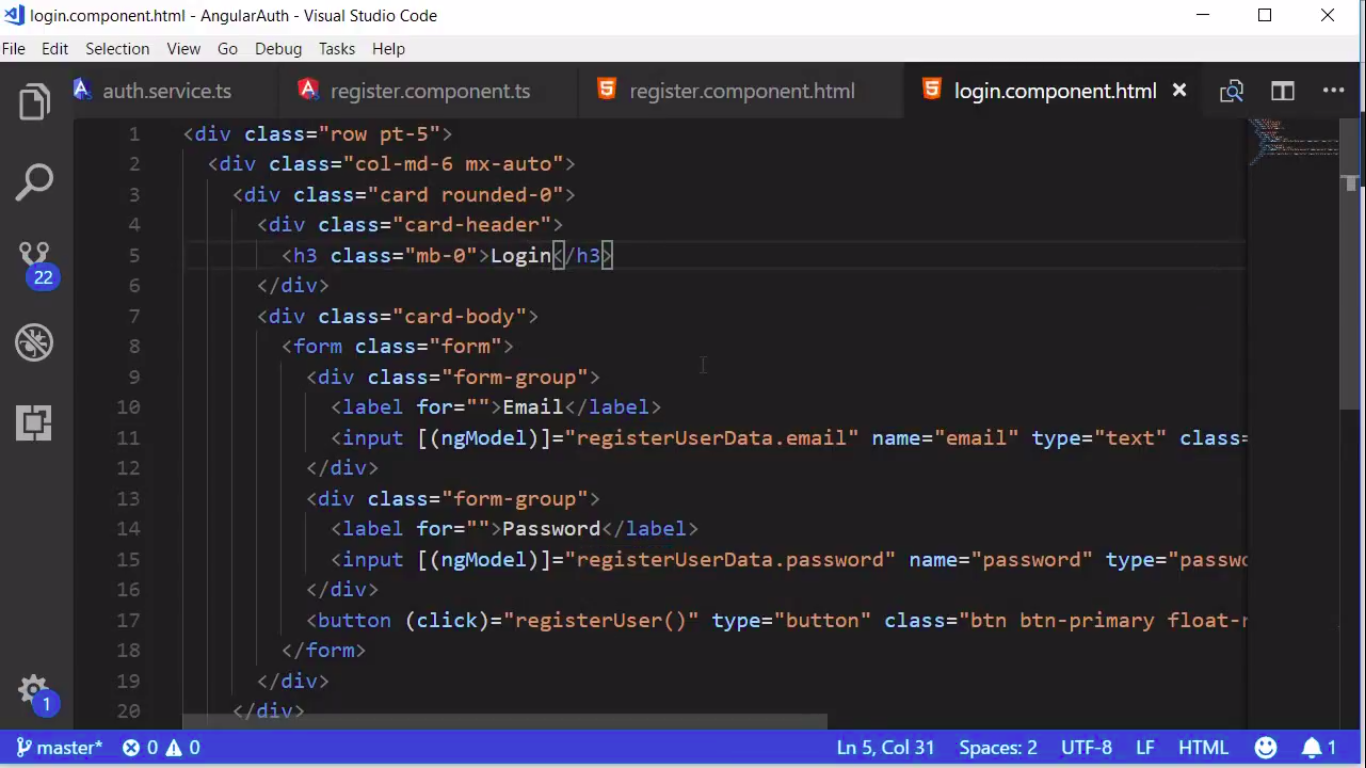 login.component.html - AngularAuth - Visual Studio Code
File Edit Selection View Go Debug Tasks Help
auth.service.ts register.component.ts register.component.html login.component.html
1 <div class="row pt-5">
2 <div class="col-md-6 mx-auto">
3 <div class="card rounded-0">
4 <div class="card-header">
5 <h3 class="mb-0">Login</h3>
6 </div>
7 <div class="card-body">
8 <form class="form">
9 <div class="form-group">
10 <label for="">Email</label>
11 <input [(ngModel)]="registerUserData.email" name="email" type="text" class=
12 </div>
13 <div class="form-group">
14 <label for="">Password</label>
15 <input [(ngModel)]="registerUserData.password" name="password" type="passwo
16 </div>
17 <button (click)="registerUser()" type="button" class="btn btn-primary float-r
18 </form>
19 </div>
20 </div>
22
1
master* 0 0 Ln 5, Col 31 Spaces: 2 UTF-8 LF HTML 1